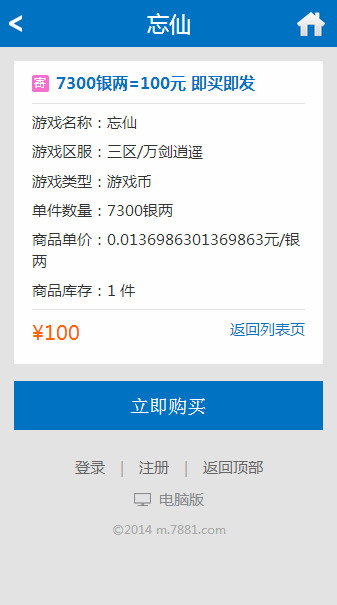 忘仙
寄 7300银两=100元 即买即发
游戏名称：忘仙
游戏区服：三区/万剑逍遥
游戏类型：游戏币
单件数量：7300银两
商品单价：0.0136986301369863元/银
两
商品库存：1 件
¥100 返回列表页
立即购买
登录 | 注册 | 返回顶部
电脑版
©2014 m.7881.com